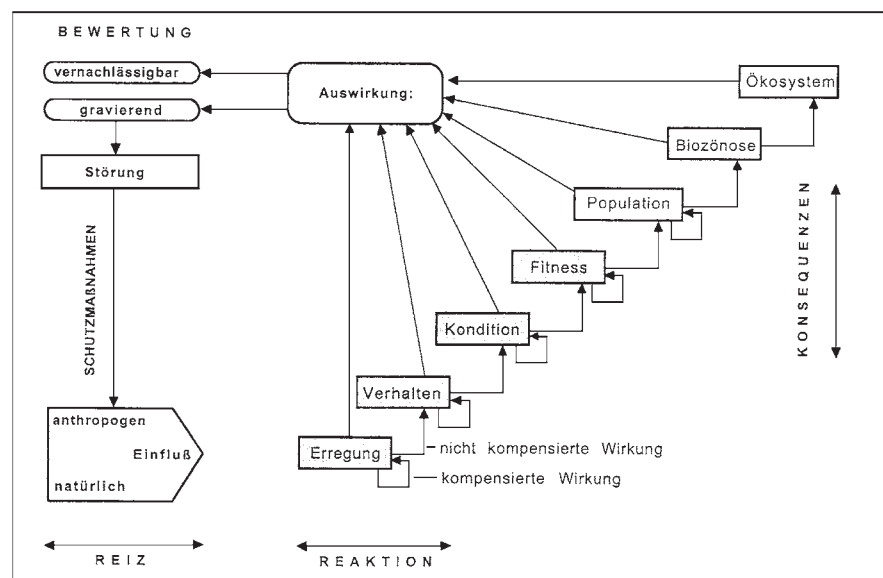 BEWERTUNG
vernachlässigbar
gravierend
Auswirkung:
Ökosystem
Biozönose
Störung
Population
Fitness
Kondition
Verhalten
Erregung
nicht kompensierte Wirkung
kompensierte Wirkung
SCHUTZMAßNAHMEN
anthropogen
Einfluß
natürlich
KONSEQUENZEN
REIZ
REAKTION